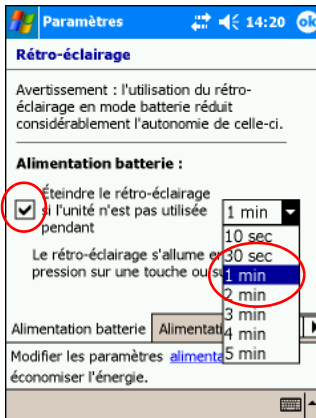 Paramètres 14:20 ok
Rétro-éclairage
Avertissement : l'utilisation du rétro-
éclairage en mode batterie réduit
considérablement l'autonomie de celle-ci.
Alimentation batterie :
Éteindre le rétro-éclairage
si l'unité n'est pas utilisée
pendant
1 min
10 sec
30 sec
1 min
2 min
3 min
4 min
5 min
Le rétro-éclairage s'allume
pression sur une touche ou
Alimentation batterie
Modifier les paramètres
économiser l'énergie.